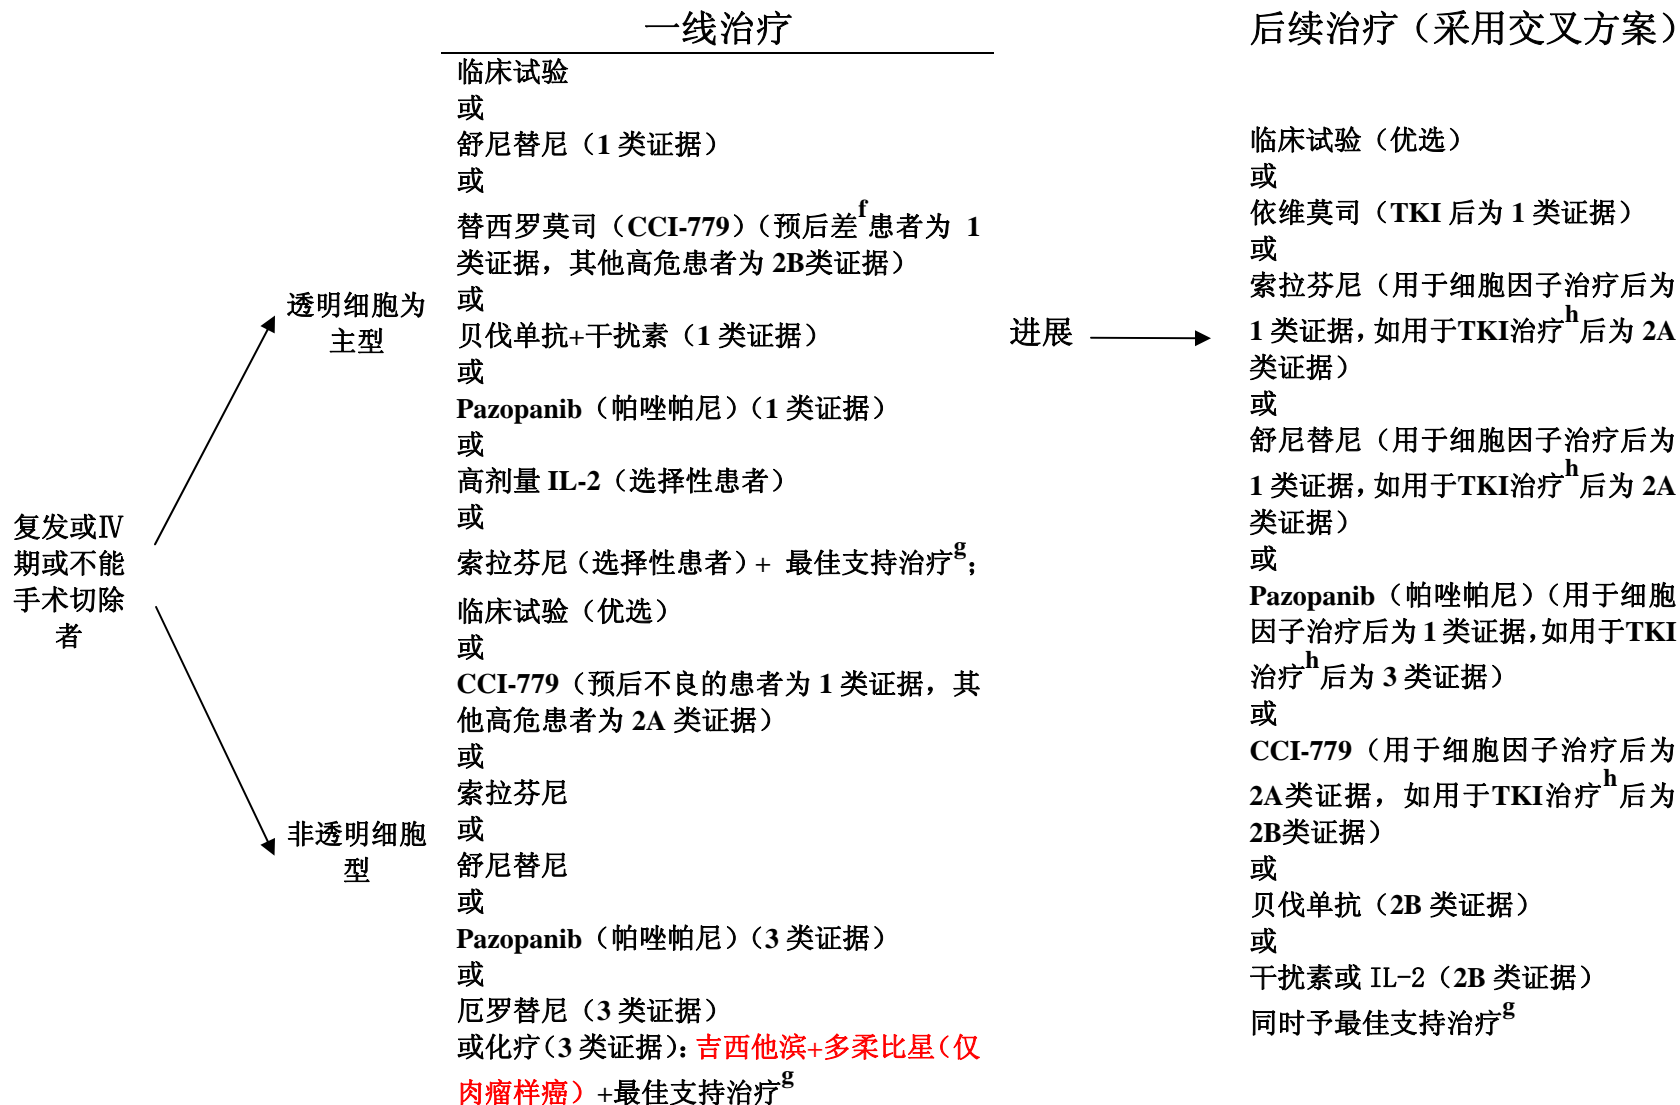 一线治疗
后续治疗（采用交叉方案）
复发或Ⅳ
期或不能
手术切除
者
透明细胞为
主型
临床试验
或
舒尼替尼（1 类证据）
或
替西罗莫司（CCI-779）（预后差f患者为 1
类证据，其他高危患者为 2B类证据）
或
贝伐单抗+干扰素（1 类证据）
或
Pazopanib（帕唑帕尼）（1 类证据）
或
高剂量 IL-2（选择性患者）
或
索拉芬尼（选择性患者）+ 最佳支持治疗g；
非透明细胞
型
临床试验（优选）
或
CCI-779（预后不良的患者为 1 类证据，其
他高危患者为 2A 类证据）
或
索拉芬尼
或
舒尼替尼
或
Pazopanib（帕唑帕尼）（3 类证据）
或
厄罗替尼（3 类证据）
或化疗（3 类证据）：吉西他滨+多柔比星（仅
肉瘤样癌）+最佳支持治疗g
进展
临床试验（优选）
或
依维莫司（TKI 后为 1 类证据）
或
索拉芬尼（用于细胞因子治疗后为
1 类证据，如用于TKI治疗h后为 2A
类证据）
或
舒尼替尼（用于细胞因子治疗后为
1 类证据，如用于TKI治疗h后为 2A
类证据）
或
Pazopanib（帕唑帕尼）（用于细胞
因子治疗后为 1 类证据，如用于TKI
治疗h后为 3 类证据）
或
CCI-779（用于细胞因子治疗后为
2A类证据，如用于TKI治疗h后为
2B类证据）
或
贝伐单抗（2B 类证据）
或
干扰素或 IL-2（2B 类证据）
同时予最佳支持治疗g